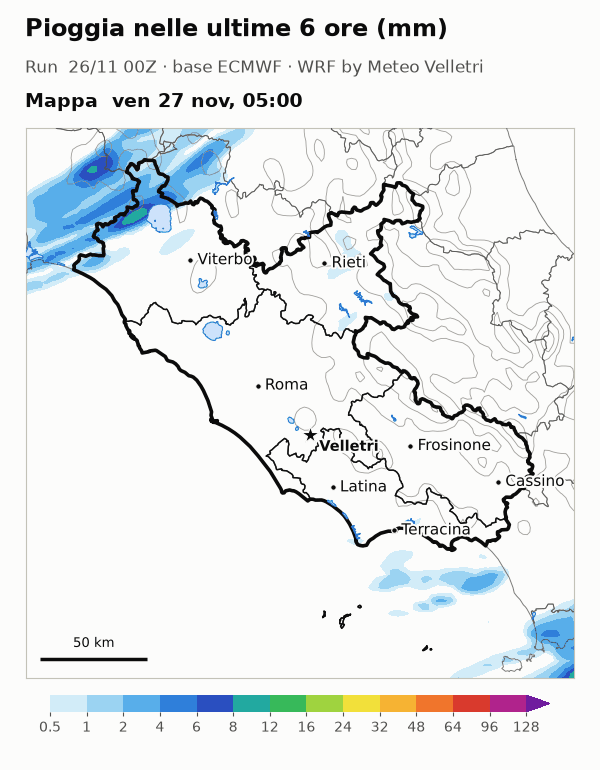 Pioggia nelle ultime 6 ore (mm)
Run 26/11 00Z · base ECMWF · WRF by Meteo Velletri
Mappa ven 27 nov, 05:00
Viterbo
Rieti
Roma
Velletri
Frosinone
Latina
Cassino
Terracina
50 km
0.5 1 2 4 6 8 12 16 24 32 48 64 96 128